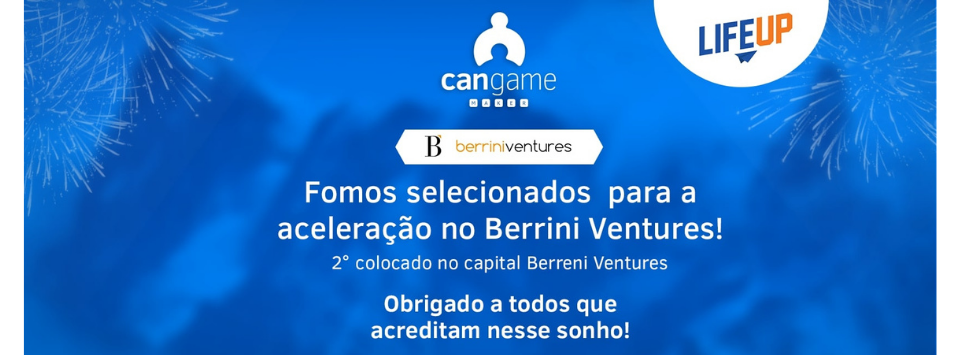 LIFEUP
cangame
MAKER
B berriniventures
Fomos selecionados para a
aceleração no Berrini Ventures!
2° colocado no capital Berreni Ventures
Obrigado a todos que
acreditam nesse sonho!